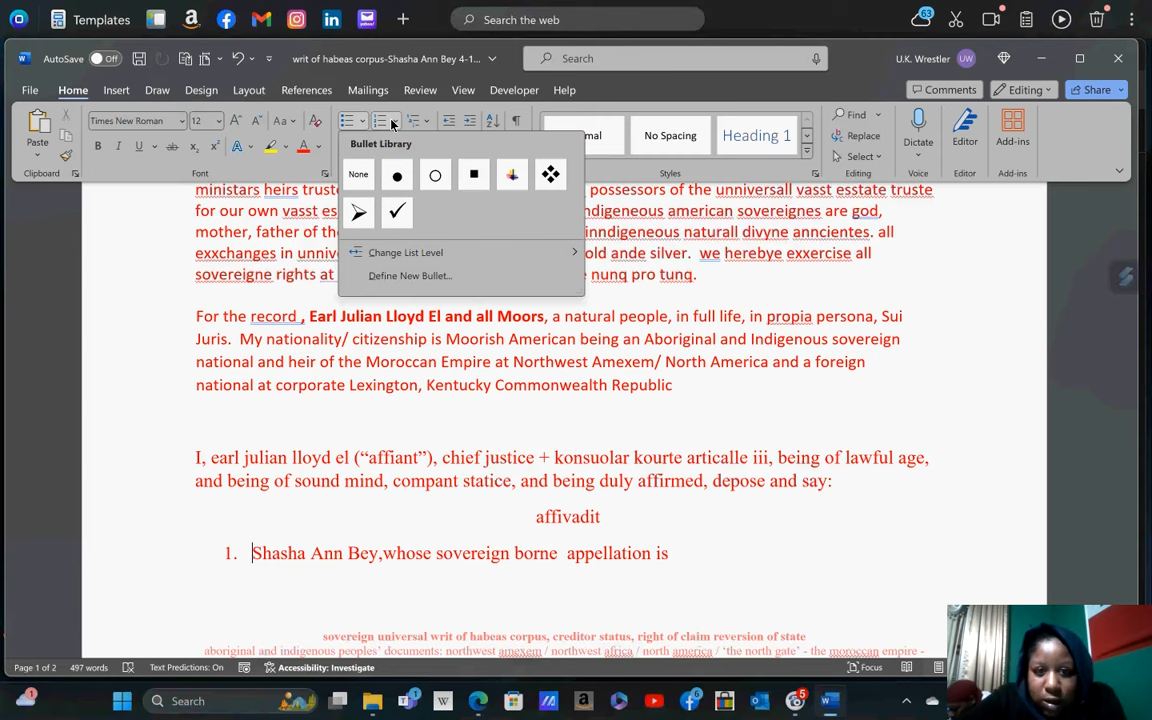 Templates
Search the web
63
AutoSave Off
writ of habeas corpus-Shasha Ann Bey 4-1...
Search
U.K. Wrestler UW
File Home Insert Draw Design Layout References Mailings Review View Developer Help
Comments Editing Share
Paste
Times New Roman 12
Aa
B I U ab
No Spacing
Heading 1
Find
Replace
Select
Dictate
Editor
Add-ins
Clipboard Font Styles Editing Voice Editor Add-ins
Bullet Library
None
Change List Level
Define New Bullet...
ministars heirs truste possessors of the unniversall vasst esstate truste
for our own vasst es ndigeneous american sovereignes are god,
mother, father of the inndigeneous naturall divyne anncientes. all
exxchanges in unniv old ande silver. we herebye exxercise all
sovereigne rights at nunq pro tunq.
For the record , Earl Julian Lloyd El and all Moors, a natural people, in full life, in propia persona, Sui
Juris. My nationality/ citizenship is Moorish American being an Aboriginal and Indigenous sovereign
national and heir of the Moroccan Empire at Northwest Amexem/ North America and a foreign
national at corporate Lexington, Kentucky Commonwealth Republic
I, earl julian lloyd el (“affiant”), chief justice + konsuolar kourte articalle iii, being of lawful age,
and being of sound mind, compant statice, and being duly affirmed, depose and say:
affivadit
1. Shasha Ann Bey,whose sovereign borne appellation is
sovereign universal writ of habeas corpus, creditor status, right of claim reversion of state
aboriginal and indigenous peoples’ documents: northwest amexem / northwest africa / north america / ‘the north gate’ - the moroccan empire -
Page 1 of 2 497 words Text Predictions: On Accessibility: Investigate
Focus
Search